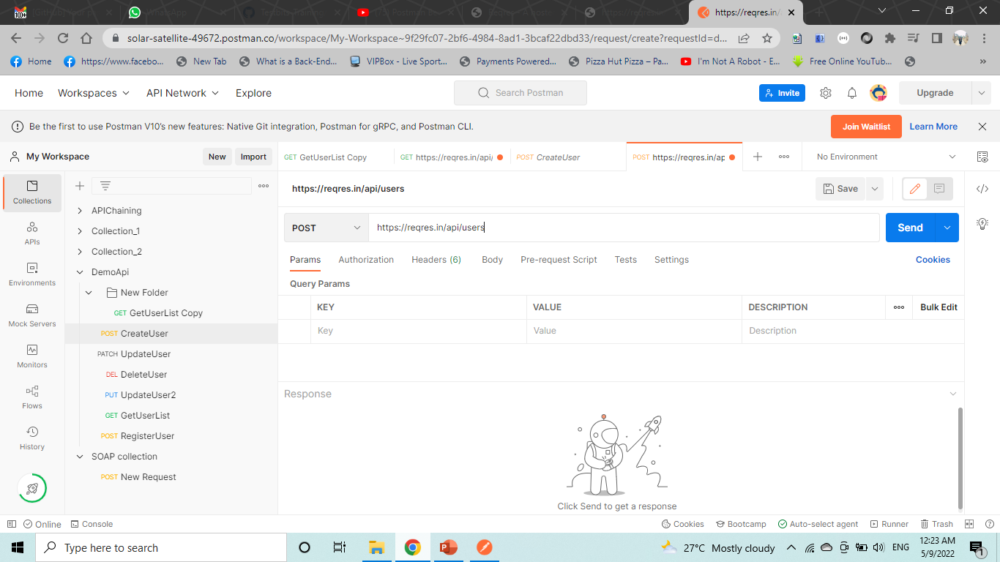 100+
https://reqres.in/
solar-satellite-49672.postman.co/workspace/My-Workspace~9f29fc07-2bf6-4984-8ad1-3bcaf22dbd33/request/create?requestId=d...
Home https://www.facebo... New Tab What is a Back-End... VIPBox - Live Sport... Payments Powered... Pizza Hut Pizza – Pa... I'm Not A Robot - E... Free Online YouTub... »
Home Workspaces API Network Explore Search Postman Invite Upgrade
Be the first to use Postman V10's new features: Native Git integration, Postman for gRPC, and Postman CLI. Join Waitlist Learn More
My Workspace New Import GET GetUserList Copy GET https://reqres.in/api/ POST CreateUser POST https://reqres.in/ap No Environment
Collections
APIs
Environments
Mock Servers
Monitors
Flows
History
APIChaining
Collection_1
Collection_2
DemoApi
New Folder
GET GetUserList Copy
POST CreateUser
PATCH UpdateUser
DEL DeleteUser
PUT UpdateUser2
GET GetUserList
POST RegisterUser
SOAP collection
POST New Request
https://reqres.in/api/users Save
POST https://reqres.in/api/users Send
Params Authorization Headers (6) Body Pre-request Script Tests Settings Cookies
Query Params
KEY VALUE DESCRIPTION Bulk Edit
Key Value Description
Response
Click Send to get a response
Online Console Cookies Bootcamp Auto-select agent Runner Trash
Type here to search 27°C Mostly cloudy ENG 12:23 AM
5/9/2022 1